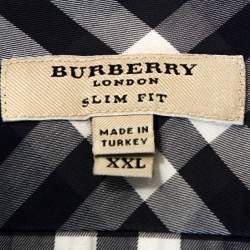 BURBERRY
LONDON
SLIM FIT
MADE IN
TURKEY
XXL